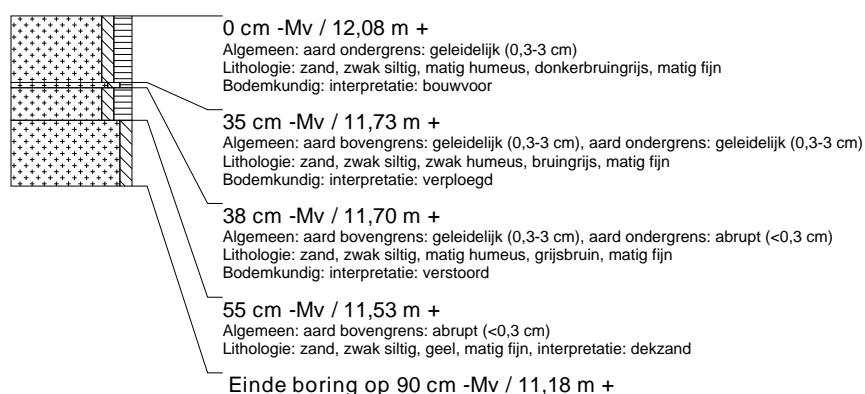 0 cm -Mv / 12,08 m +
Algemeen: aard ondergrens: geleidelijk (0,3-3 cm)
Lithologie: zand, zwak siltig, matig humeus, donkerbruingrijs, matig fijn
Bodemkundig: interpretatie: bouwvoor
35 cm -Mv / 11,73 m +
Algemeen: aard bovengrens: geleidelijk (0,3-3 cm), aard ondergrens: geleidelijk (0,3-3 cm)
Lithologie: zand, zwak siltig, zwak humeus, bruingrijs, matig fijn
Bodemkundig: interpretatie: verploegd
38 cm -Mv / 11,70 m +
Algemeen: aard bovengrens: geleidelijk (0,3-3 cm), aard ondergrens: abrupt (<0,3 cm)
Lithologie: zand, zwak siltig, matig humeus, grijsbruin, matig fijn
Bodemkundig: interpretatie: verstoord
55 cm -Mv / 11,53 m +
Algemeen: aard bovengrens: abrupt (<0,3 cm)
Lithologie: zand, zwak siltig, geel, matig fijn, interpretatie: dekzand
Einde boring op 90 cm -Mv / 11,18 m +